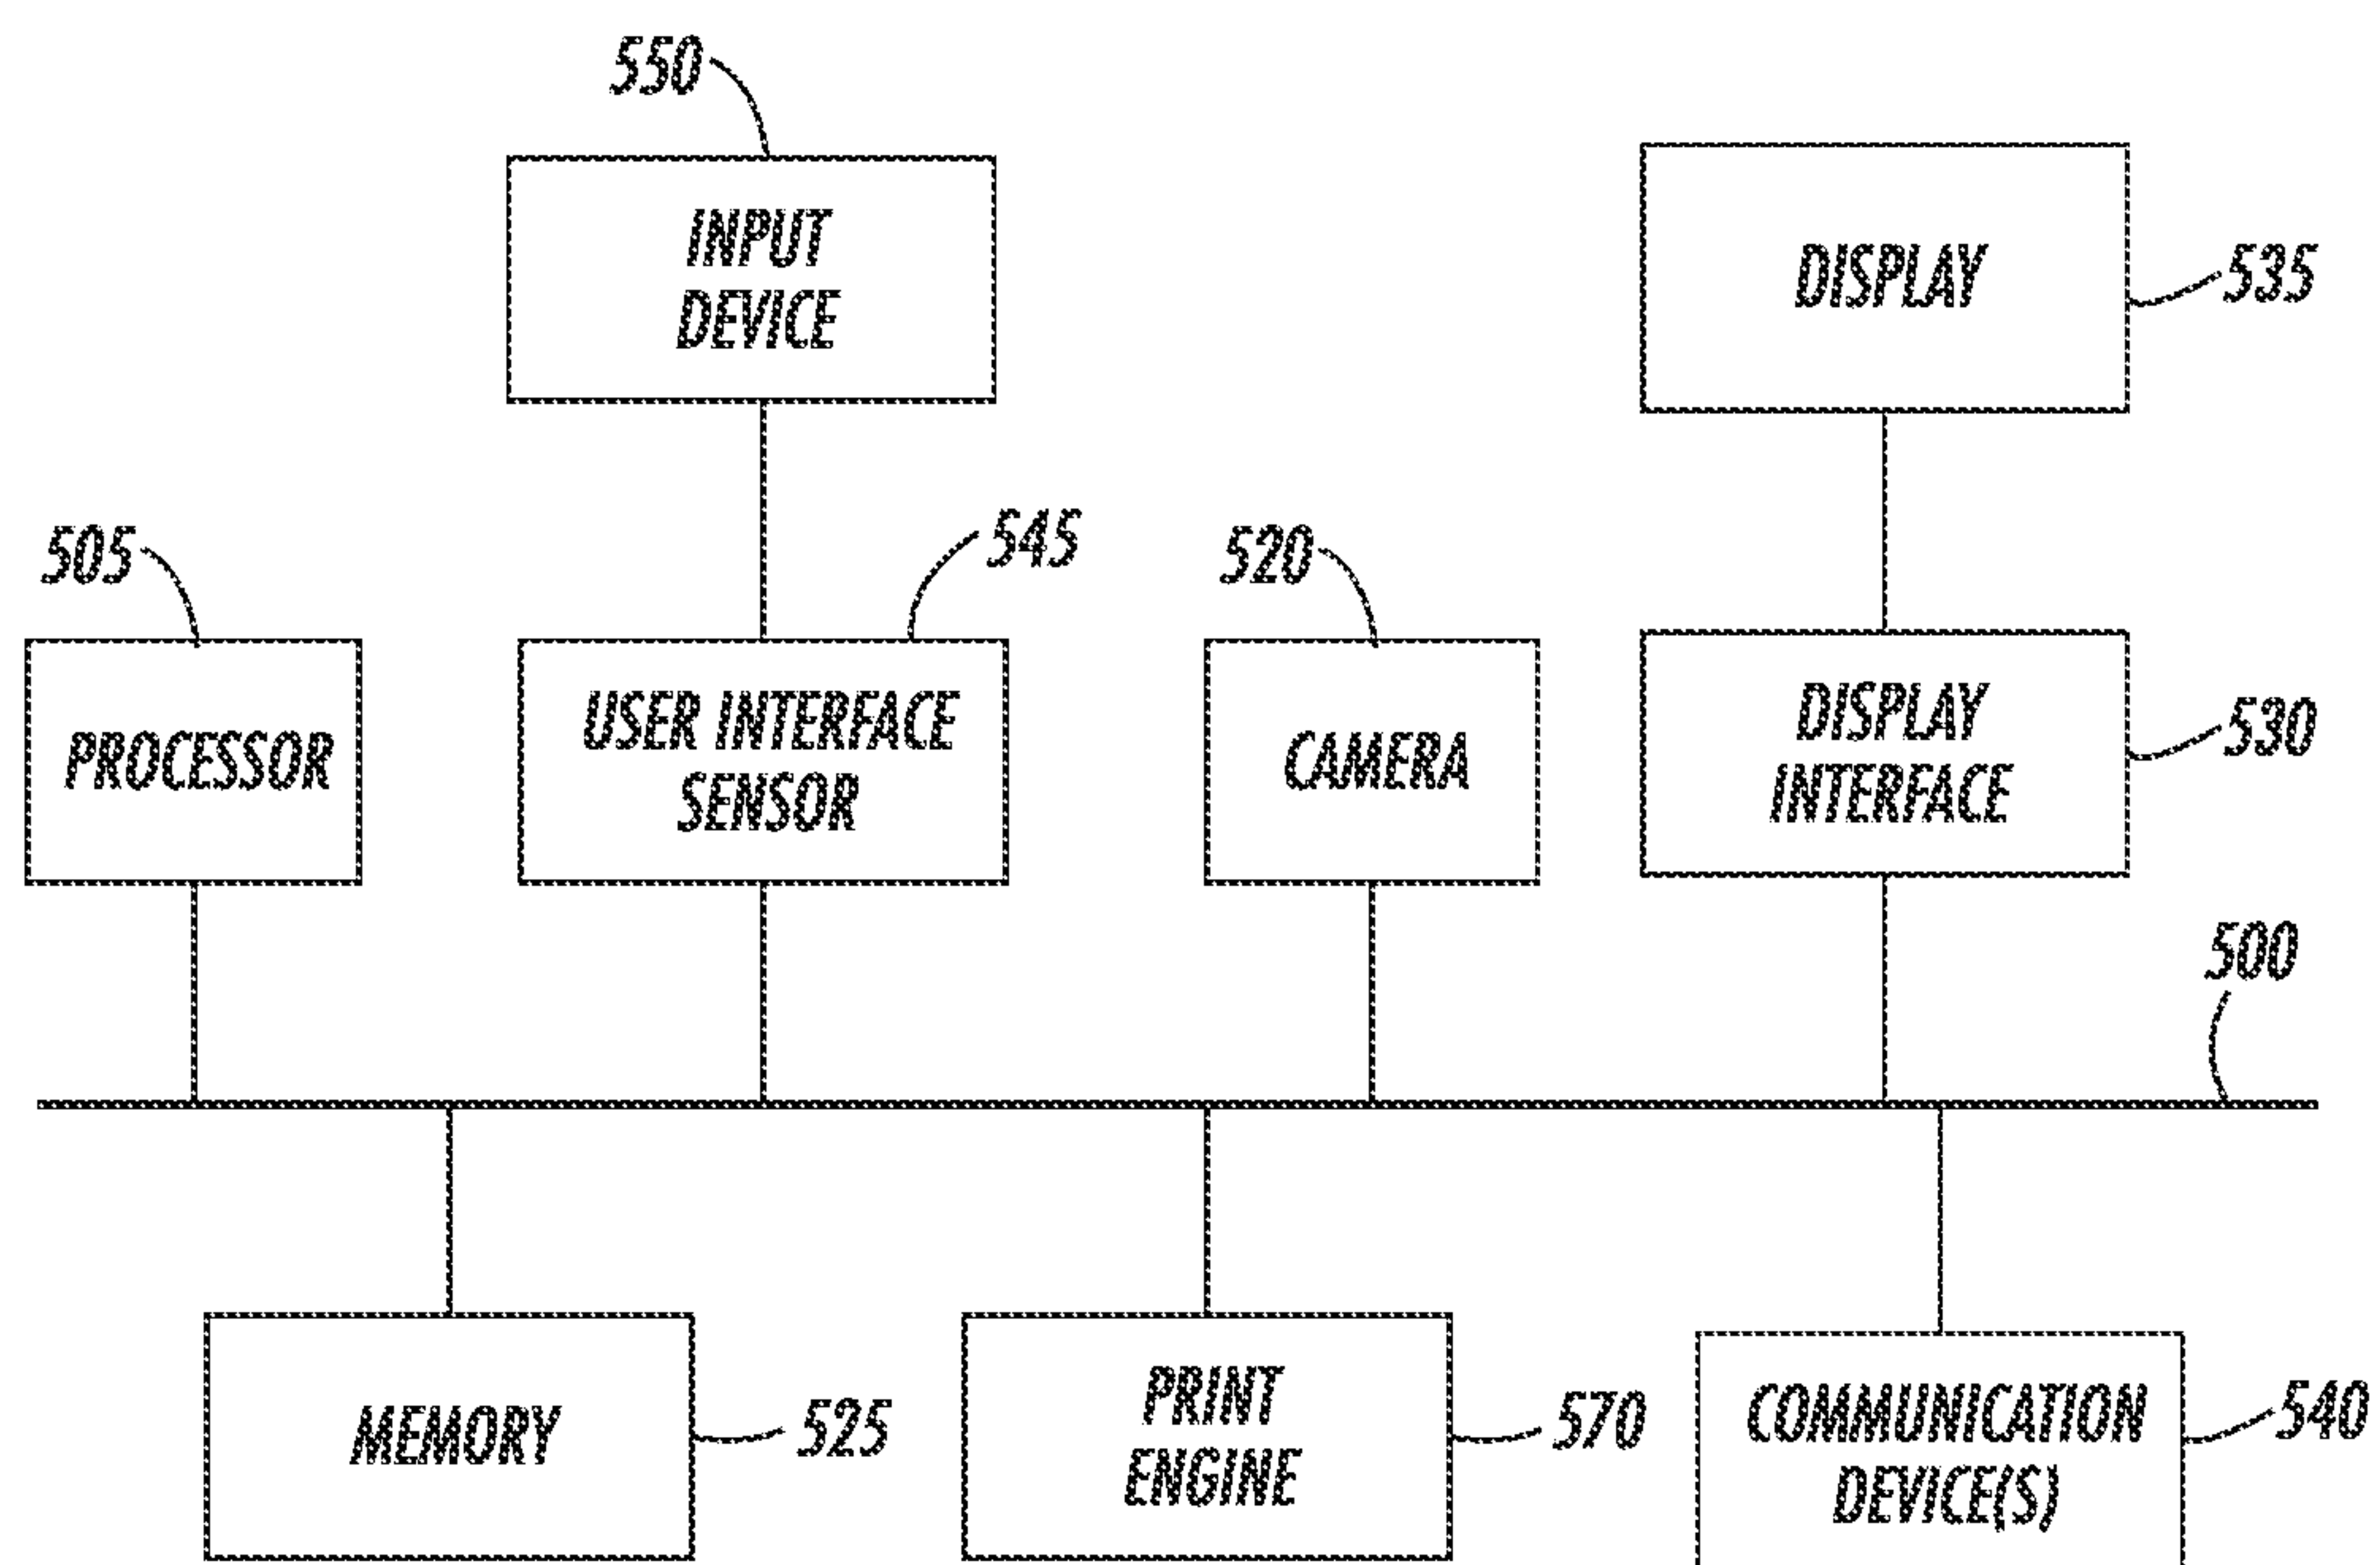 550
INPUT
DEVICE
DISPLAY
535
505
545
520
PROCESSOR
USER INTERFACE
SENSOR
CAMERA
DISPLAY
INTERFACE
530
500
MEMORY
525
PRINT
ENGINE
570
COMMUNICATION
DEVICE(S)
540